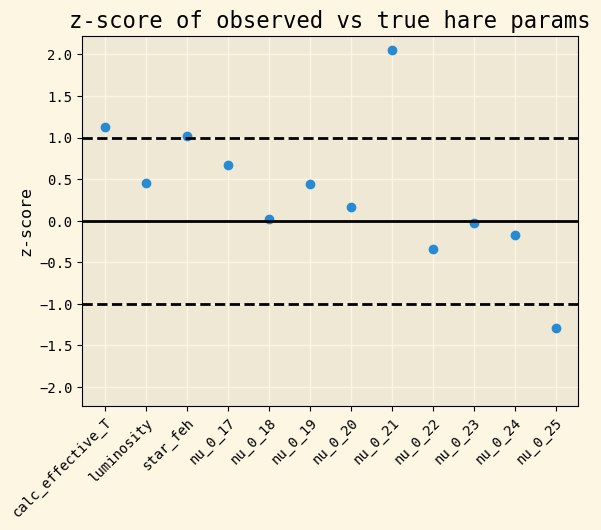 z-score of observed vs true hare params
z-score
2.0
1.5
1.0
0.5
0.0
−0.5
−1.0
−1.5
−2.0
calc_effective_T
luminosity
star_feh
nu_0_17
nu_0_18
nu_0_19
nu_0_20
nu_0_21
nu_0_22
nu_0_23
nu_0_24
nu_0_25